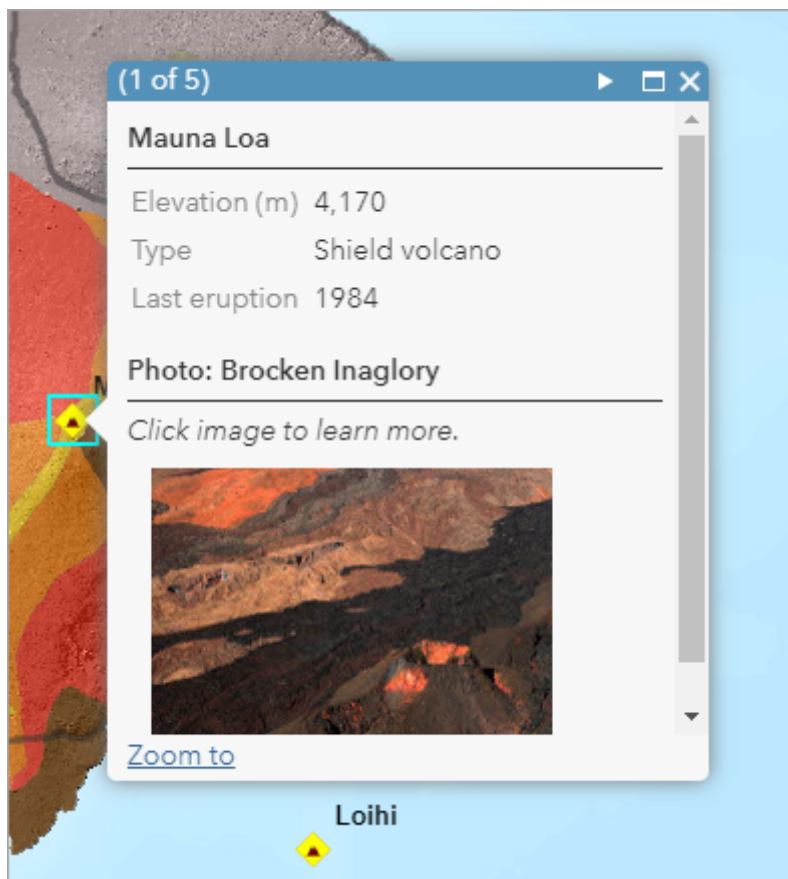 (1 of 5)
Mauna Loa
Elevation (m) 4,170
Type Shield volcano
Last eruption 1984
Photo: Brocken Inaglory
M
Click image to learn more.
Zoom to
Loihi